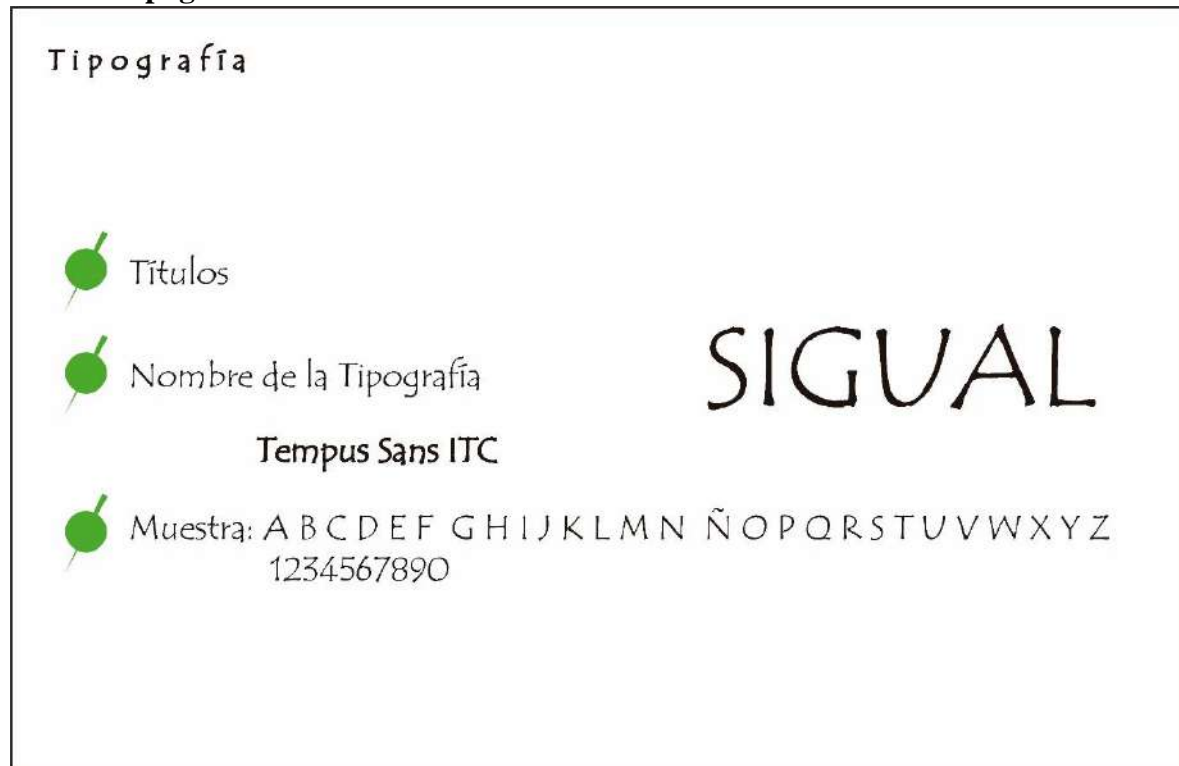 Tipografía
Títulos
Nombre de la Tipografía
SIGUAL
Tempus Sans ITC
Muestra: A B C D E F G H I J K L M N Ñ O P Q R S T U V W X Y Z
1234567890